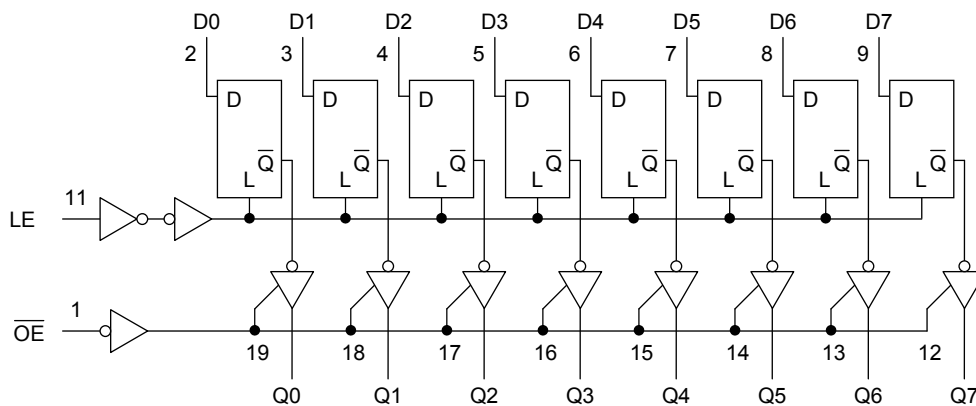 D0 D1 D2 D3 D4 D5 D6 D7
2 3 4 5 6 7 8 9
D D D D D D D D
Q̅ Q̅ Q̅ Q̅ Q̅ Q̅ Q̅ Q̅
L L L L L L L L
11
LE
1
O̅E̅
19 18 17 16 15 14 13 12
Q0 Q1 Q2 Q3 Q4 Q5 Q6 Q7